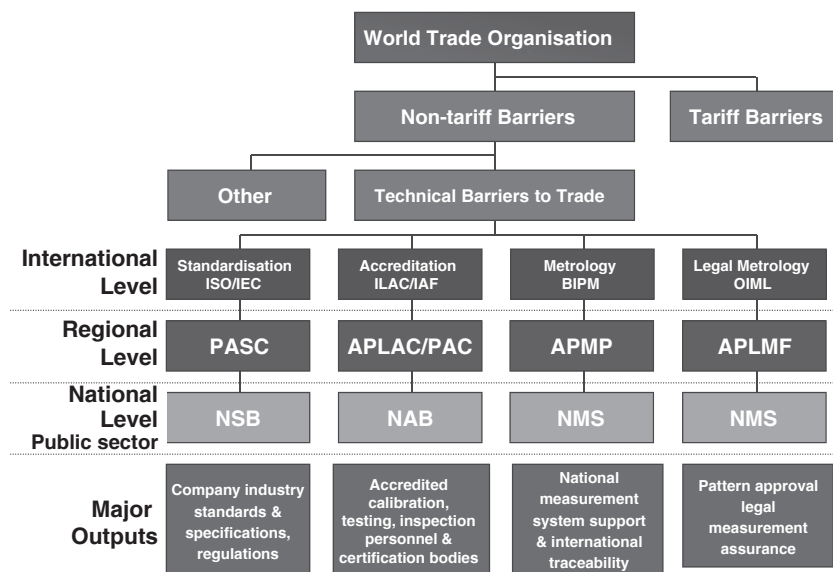 World Trade Organisation
Non-tariff Barriers
Tariff Barriers
Other
Technical Barriers to Trade
International
Level
Standardisation
ISO/IEC
Accreditation
ILAC/IAF
Metrology
BIPM
Legal Metrology
OIML
Regional
Level
PASC
APLAC/PAC
APMP
APLMF
National
Level
Public sector
NSB
NAB
NMS
NMS
Major
Outputs
Company industry
standards &
specifications,
regulations
Accredited
calibration,
testing, inspection
personnel &
certification bodies
National
measurement
system support
& international
traceability
Pattern approval
legal
measurement
assurance